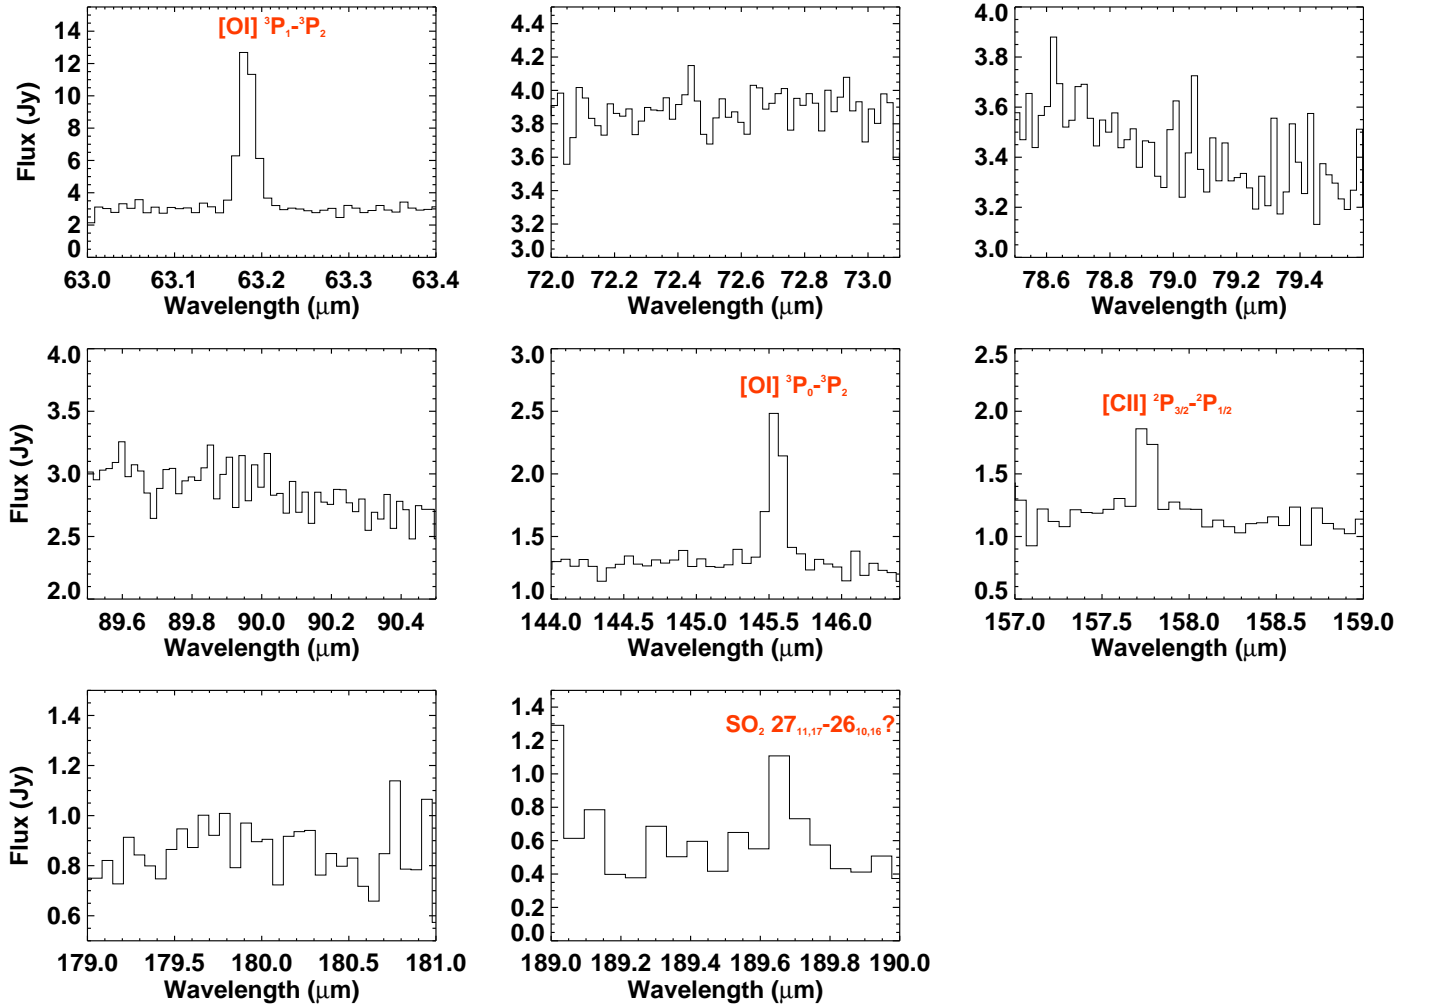 [OI] ³P₁-³P₂
14
12
10
8
6
4
2
0
Flux (Jy)
63.0 63.1 63.2 63.3 63.4
Wavelength (μm)
4.4
4.2
4.0
3.8
3.6
3.4
3.2
3.0
72.0 72.2 72.4 72.6 72.8 73.0
Wavelength (μm)
4.0
3.8
3.6
3.4
3.2
3.0
78.6 78.8 79.0 79.2 79.4
Wavelength (μm)
4.0
3.5
3.0
2.5
2.0
Flux (Jy)
89.6 89.8 90.0 90.2 90.4
Wavelength (μm)
[OI] ³P₀-³P₂
3.0
2.5
2.0
1.5
1.0
144.0 144.5 145.0 145.5 146.0
Wavelength (μm)
[CII] ²P₃/₂-²P₁/₂
2.5
2.0
1.5
1.0
0.5
157.0 157.5 158.0 158.5 159.0
Wavelength (μm)
1.4
1.2
1.0
0.8
0.6
Flux (Jy)
179.0 179.5 180.0 180.5 181.0
Wavelength (μm)
SO₂ 27₁₁,₁₇-26₁₀,₁₆?
1.4
1.2
1.0
0.8
0.6
0.4
0.2
0.0
189.0 189.2 189.4 189.6 189.8 190.0
Wavelength (μm)